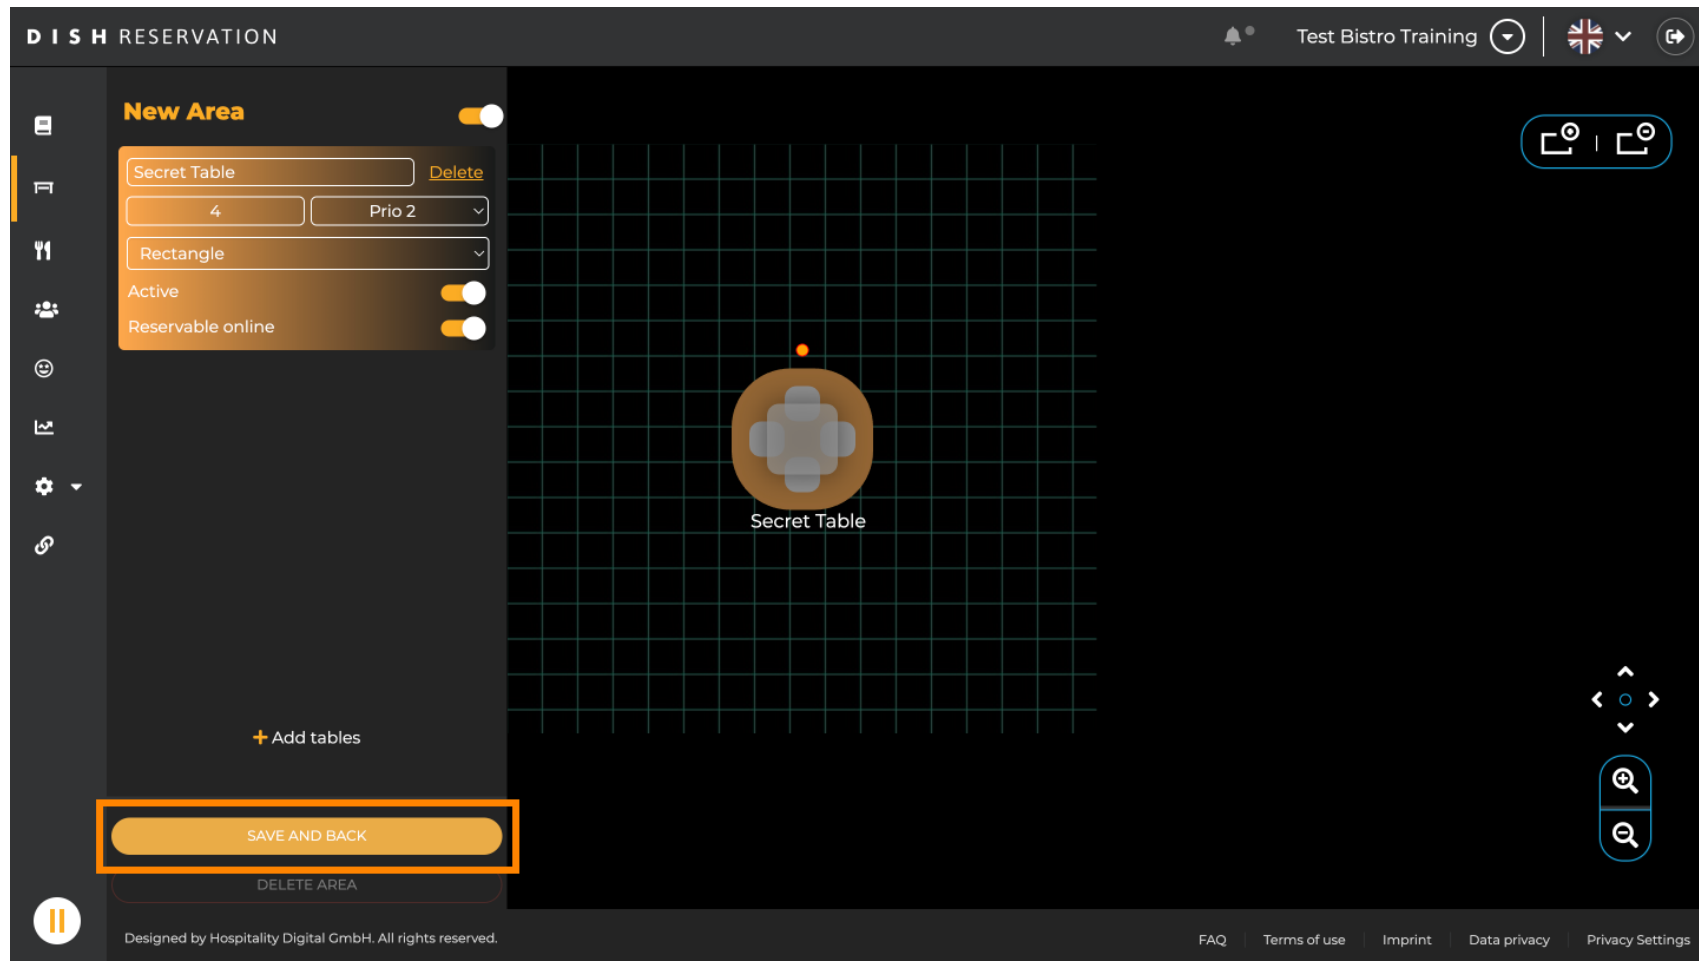 DISH RESERVATION
Test Bistro Training
New Area
Secret Table
Delete
4
Prio 2
Rectangle
Active
Reservable online
Secret Table
Add tables
SAVE AND BACK
DELETE AREA
Designed by Hospitality Digital GmbH. All rights reserved.
FAQ
Terms of use
Imprint
Data privacy
Privacy Settings